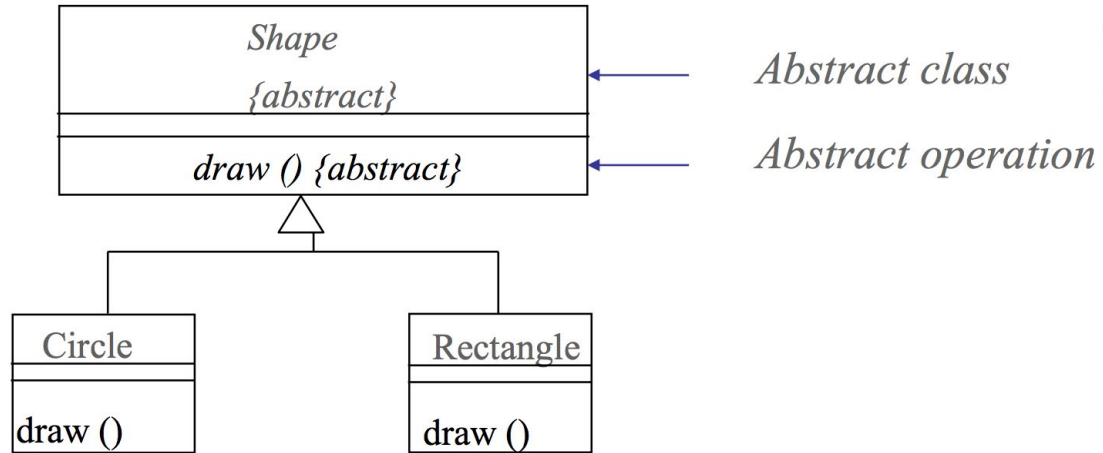 Shape
{abstract}
Abstract class
draw () {abstract}
Abstract operation
Circle
draw ()
Rectangle
draw ()